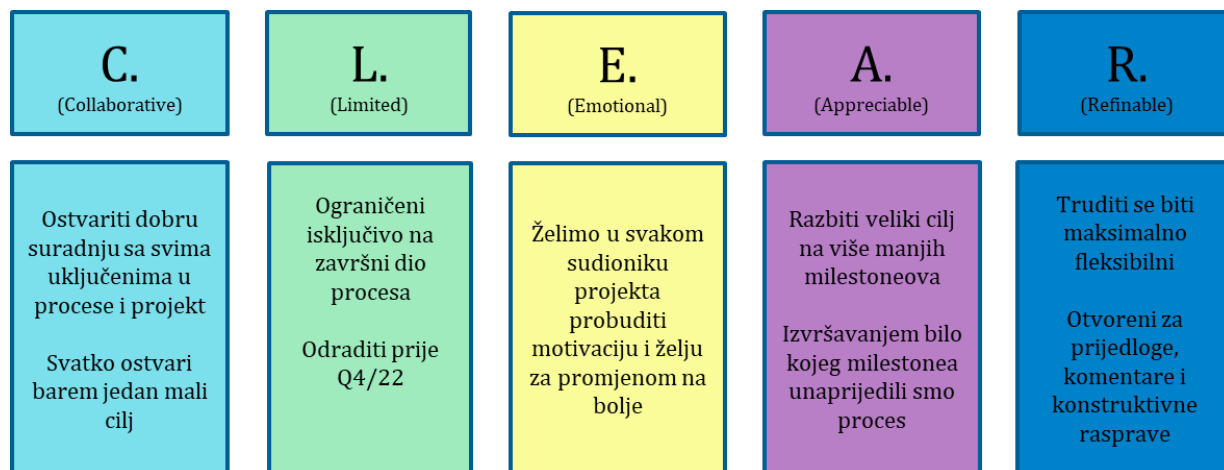 C.
(Collaborative)
L.
(Limited)
E.
(Emotional)
A.
(Appreciable)
R.
(Refinable)
Ostvariti dobru
suradnju sa svima
uključenima u
procese i projekt
Svatko ostvari
barem jedan mali
cilj
Ograničeni
isključivo na
završni dio
procesa
Odraditi prije
Q4/22
Želimo u svakom
sudioniku
projekta
probuditi
motivaciju i želju
za promjenom na
bolje
Razbiti veliki cilj
na više manjih
milestoneova
Izvršavanjem bilo
kojeg milestonea
unaprijedili smo
proces
Truditi se biti
maksimalno
fleksibilni
Otvoreni za
prijedloge,
komentare i
konstruktivne
rasprave